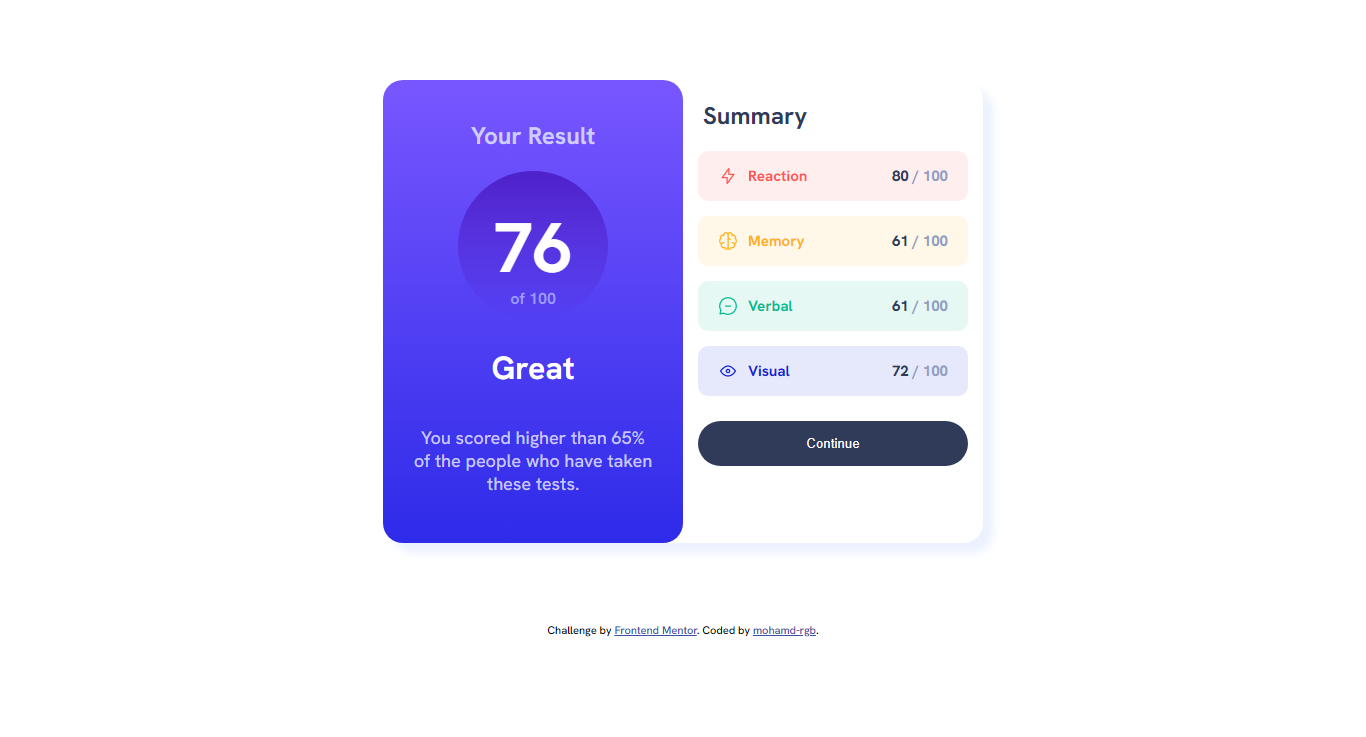 Your Result
76
of 100
Great
You scored higher than 65%
of the people who have taken
these tests.
Summary
Reaction 80 / 100
Memory 61 / 100
Verbal 61 / 100
Visual 72 / 100
Continue
Challenge by Frontend Mentor. Coded by mohamd-rgb.